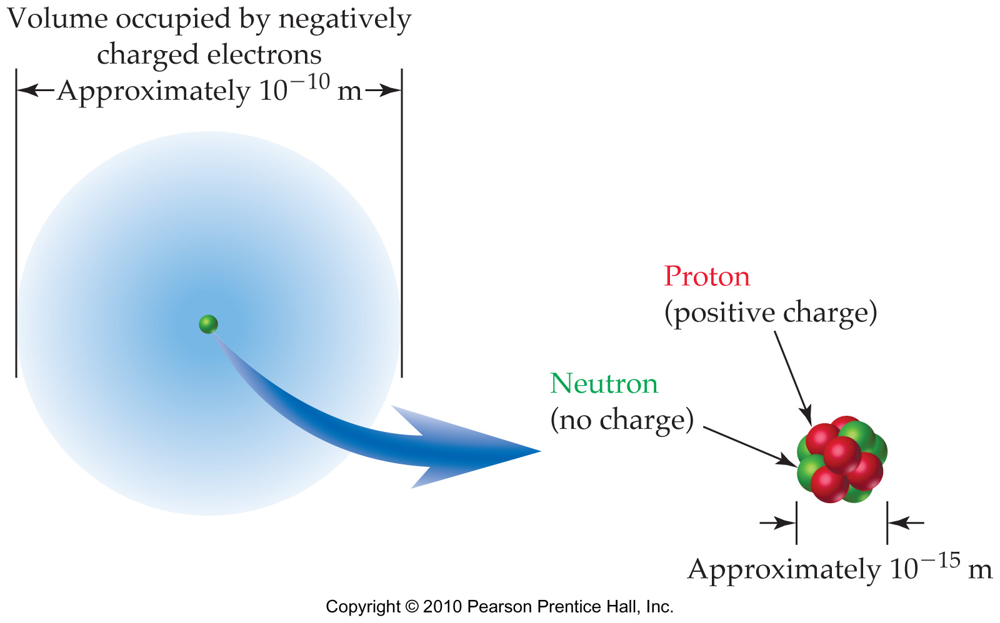 Volume occupied by negatively
charged electrons
Approximately 10⁻¹⁰ m
Proton
(positive charge)
Neutron
(no charge)
Approximately 10⁻¹⁵ m
Copyright © 2010 Pearson Prentice Hall, Inc.